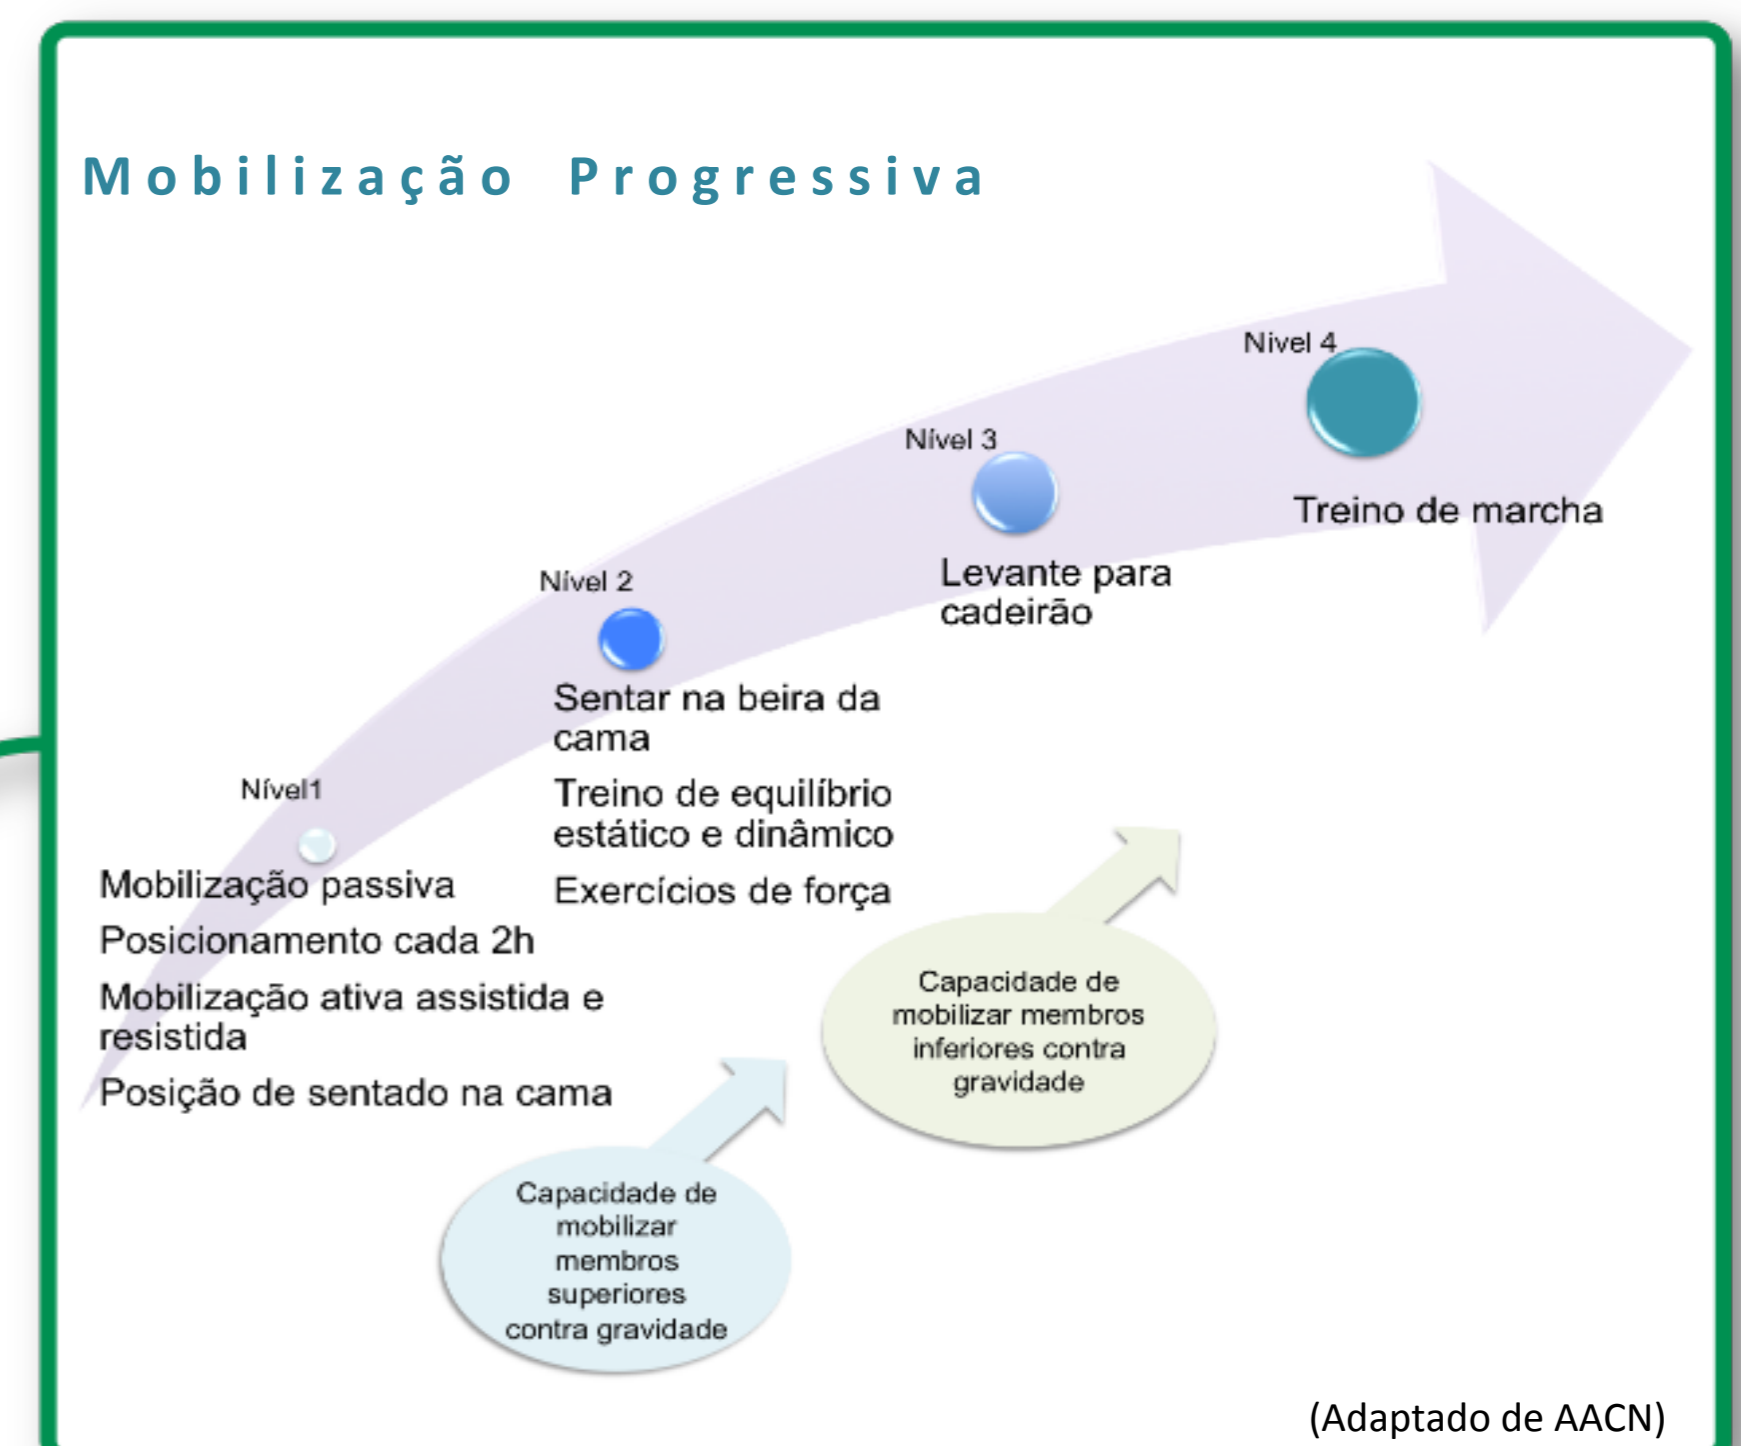 Mobilização Progressiva
Nível1
Mobilização passiva
Posicionamento cada 2h
Mobilização ativa assistida e
resistida
Posição de sentado na cama
Nível 2
Sentar na beira da
cama
Treino de equilíbrio
estático e dinâmico
Exercícios de força
Nível 3
Levante para
cadeirão
Nivel 4
Treino de marcha
Capacidade de
mobilizar
membros
superiores
contra gravidade
Capacidade de
mobilizar membros
inferiores contra
gravidade
(Adaptado de AACN)